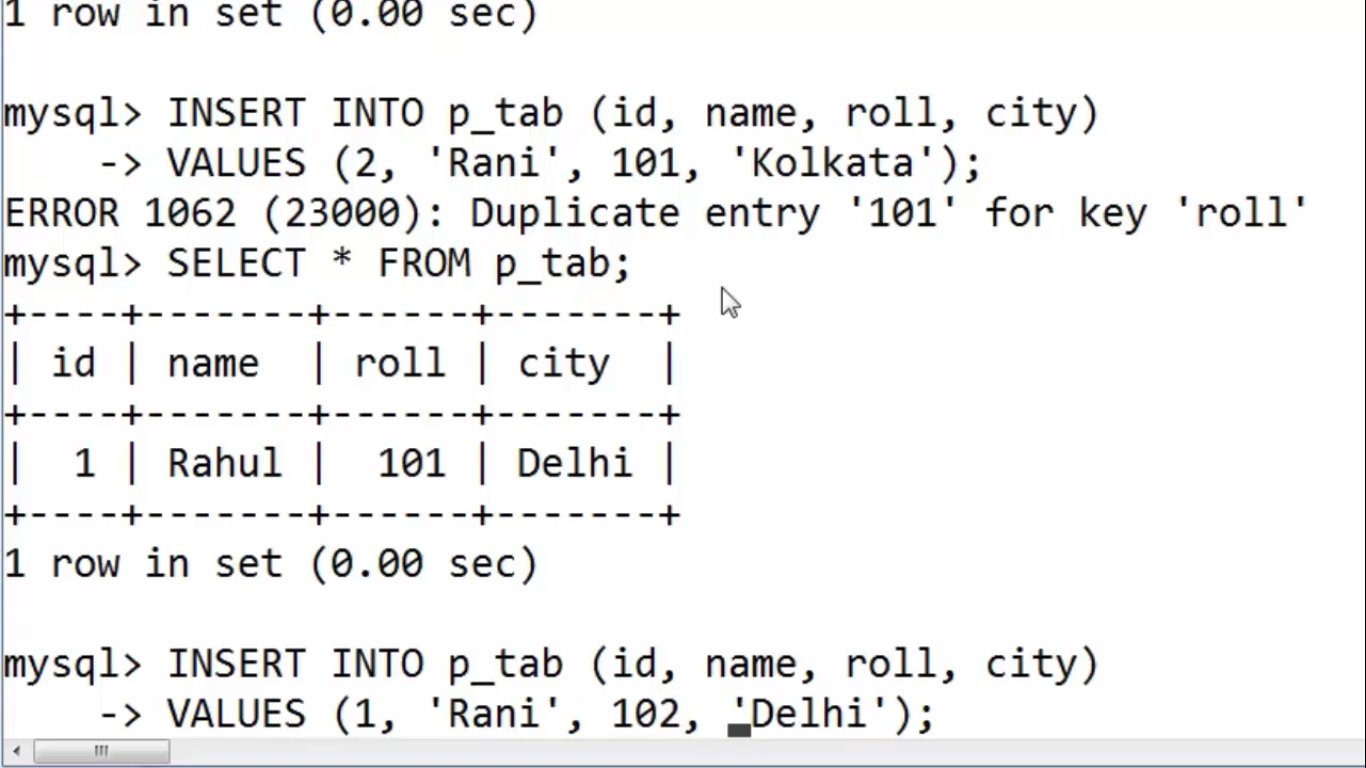 1 row in set (0.00 sec)
mysql> INSERT INTO p_tab (id, name, roll, city)
    -> VALUES (2, 'Rani', 101, 'Kolkata');
ERROR 1062 (23000): Duplicate entry '101' for key 'roll'
mysql> SELECT * FROM p_tab;
+----+-------+------+-------+
| id | name  | roll | city  |
+----+-------+------+-------+
|  1 | Rahul |  101 | Delhi |
+----+-------+------+-------+
1 row in set (0.00 sec)
mysql> INSERT INTO p_tab (id, name, roll, city)
    -> VALUES (1, 'Rani', 102, 'Delhi');